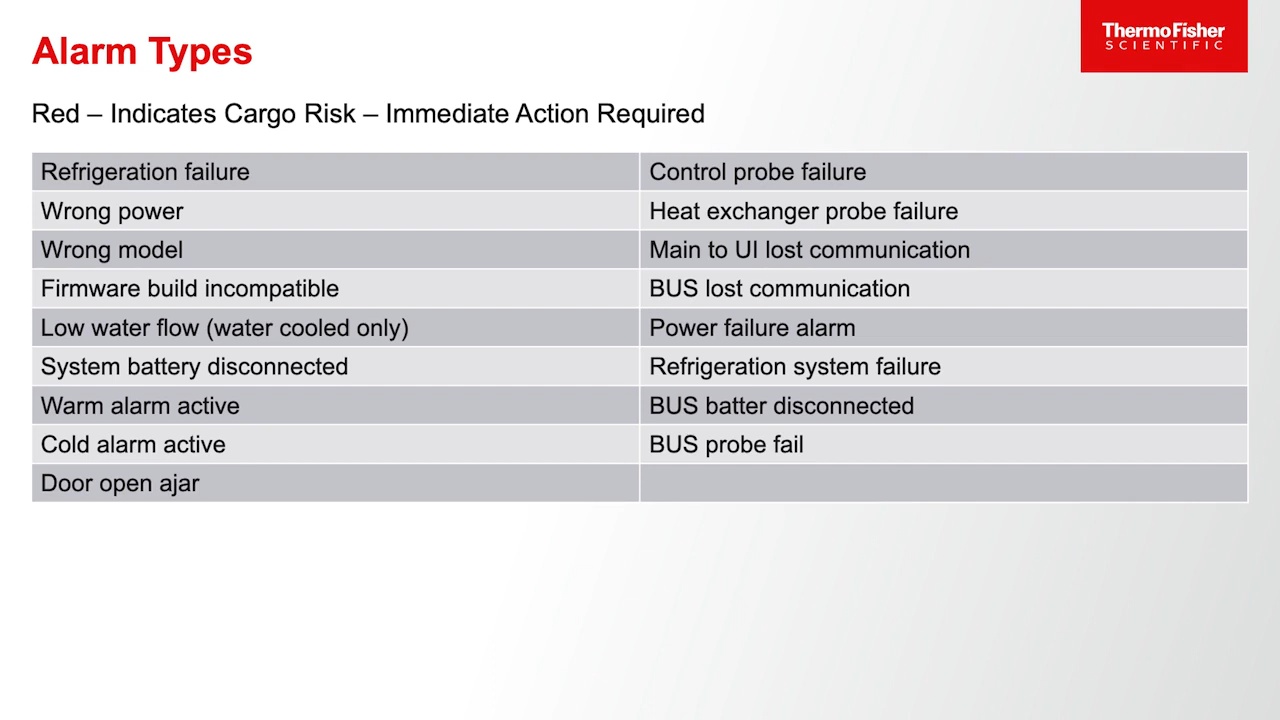 Alarm Types
ThermoFisher
SCIENTIFIC
Red – Indicates Cargo Risk – Immediate Action Required
Refrigeration failure
Control probe failure
Wrong power
Heat exchanger probe failure
Wrong model
Main to UI lost communication
Firmware build incompatible
BUS lost communication
Low water flow (water cooled only)
Power failure alarm
System battery disconnected
Refrigeration system failure
Warm alarm active
BUS batter disconnected
Cold alarm active
BUS probe fail
Door open ajar